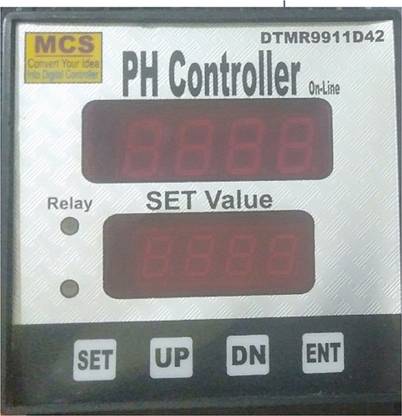 DTMR9911D42
MCS
Convert Your Idea
Into Digital Controller
PH Controller
On-Line
Relay
SET Value
SET UP DN ENT